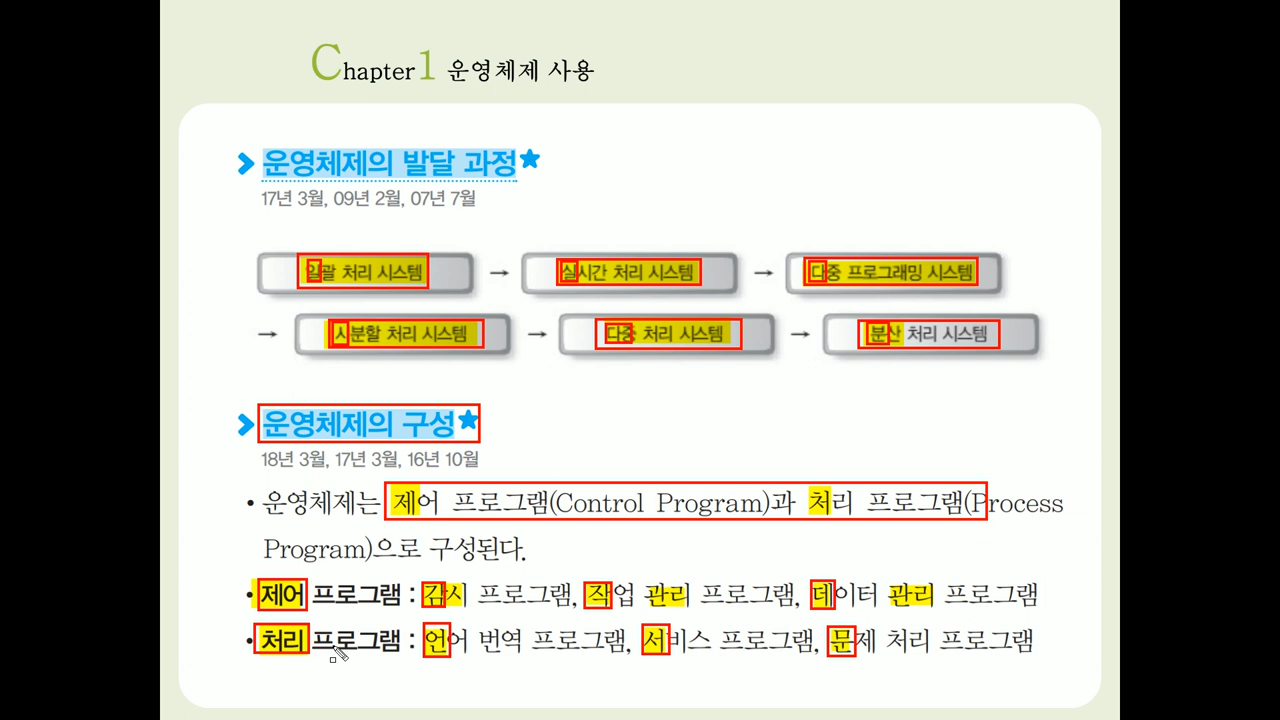 Chapter1 운영체제 사용
운영체제의 발달 과정
17년 3월, 09년 2월, 07년 7월
일괄 처리 시스템 → 실시간 처리 시스템 → 다중 프로그래밍 시스템
→ 시분할 처리 시스템 → 다중 처리 시스템 → 분산 처리 시스템
운영체제의 구성
18년 3월, 17년 3월, 16년 10월
• 운영체제는 제어 프로그램(Control Program)과 처리 프로그램(Process
Program)으로 구성된다.
• 제어 프로그램 : 감시 프로그램, 작업 관리 프로그램, 데이터 관리 프로그램
• 처리 프로그램 : 언어 번역 프로그램, 서비스 프로그램, 문제 처리 프로그램